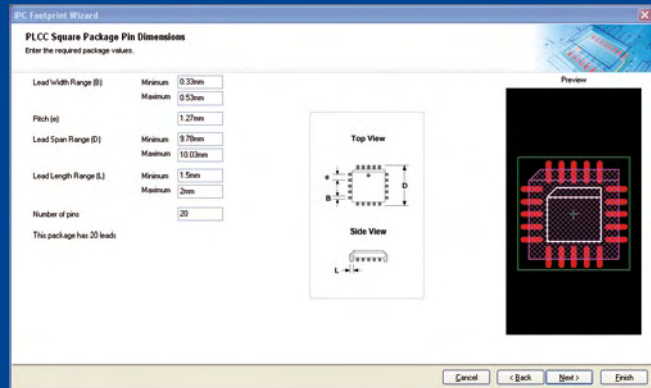 IPC Footprint Wizard
PLCC Square Package Pin Dimensions
Enter the required package values.
Preview
Lead Width Range (B) Minimum 0.33mm
Maximum 0.53mm
Pitch (e) 1.27mm
Lead Span Range (D) Minimum 9.78mm
Maximum 10.03mm
Lead Length Range (L) Minimum 1.5mm
Maximum 2mm
Number of pins 20
This package has 20 leads
Top View
e
D
B
Side View
L
Cancel < Back Next > Finish